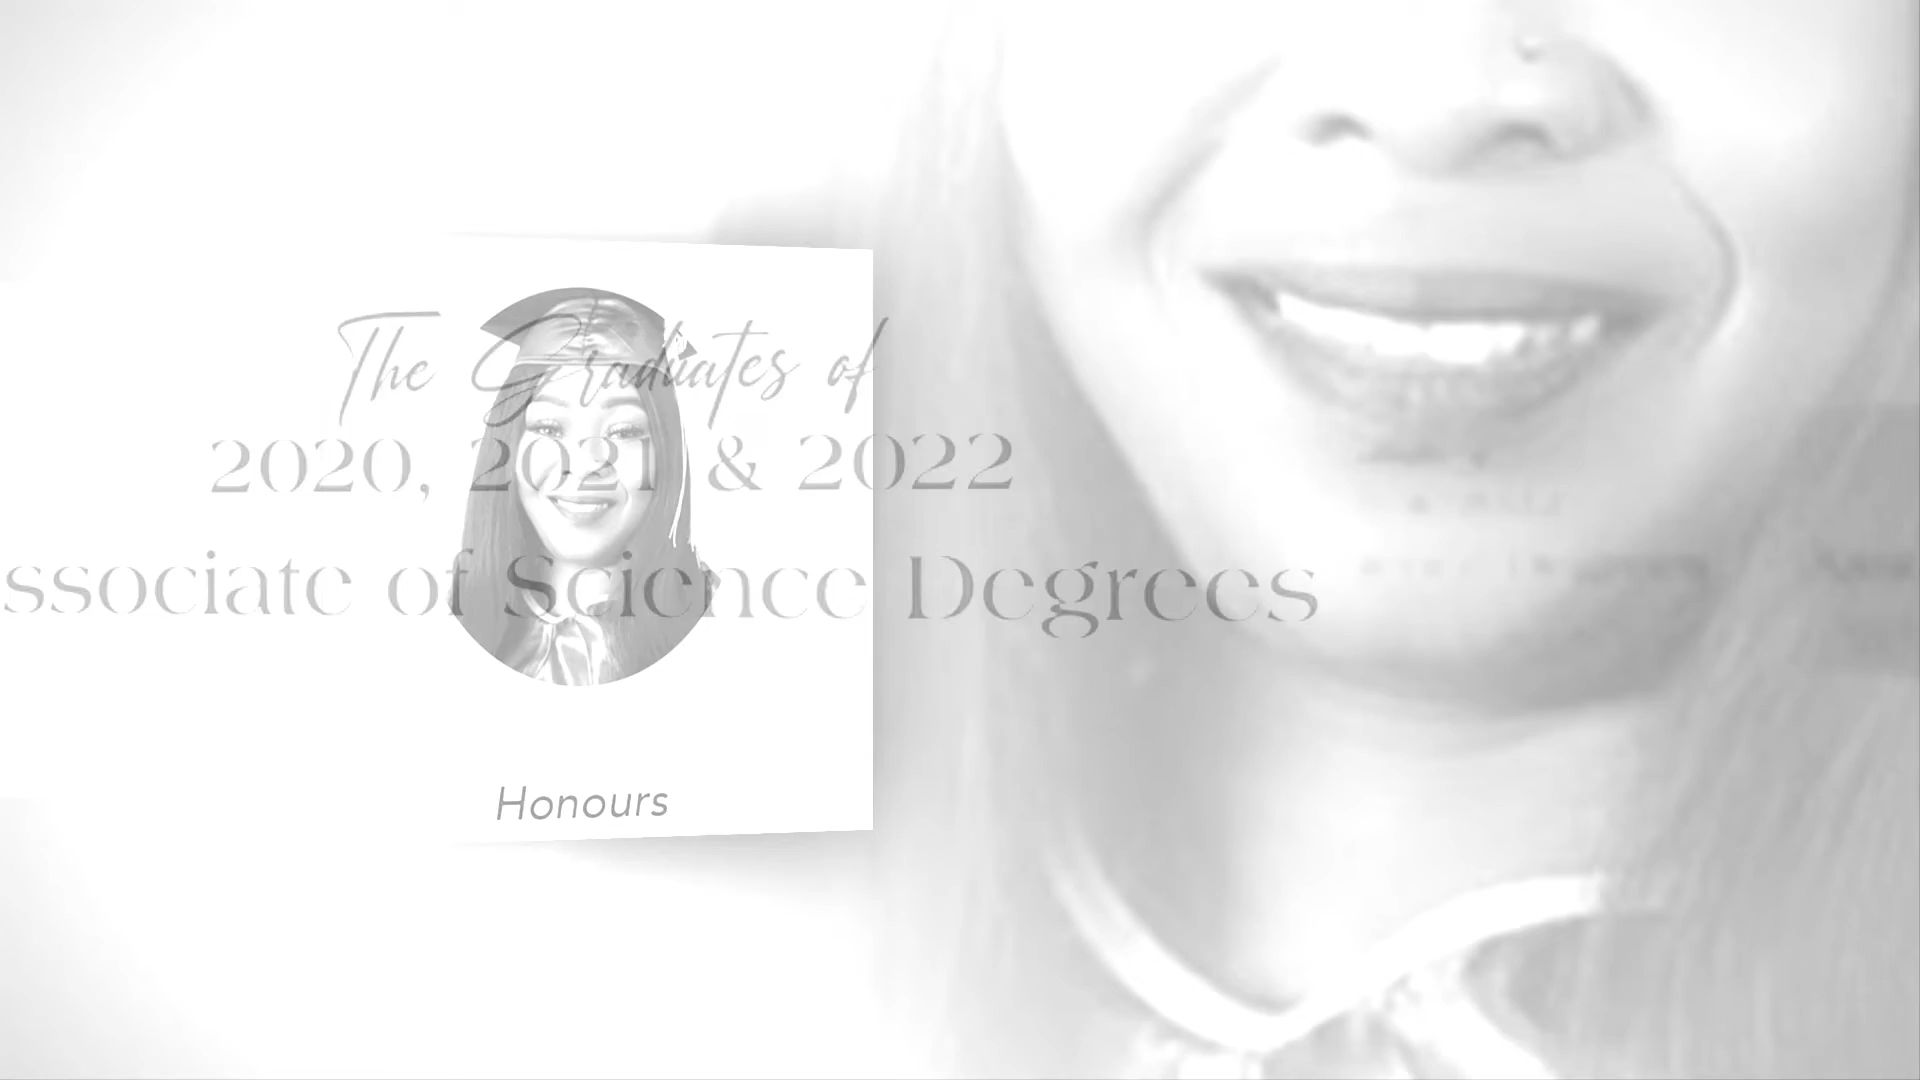 The Graduates of
2020, 2021 & 2022
ssociate of Science Degrees
Honours